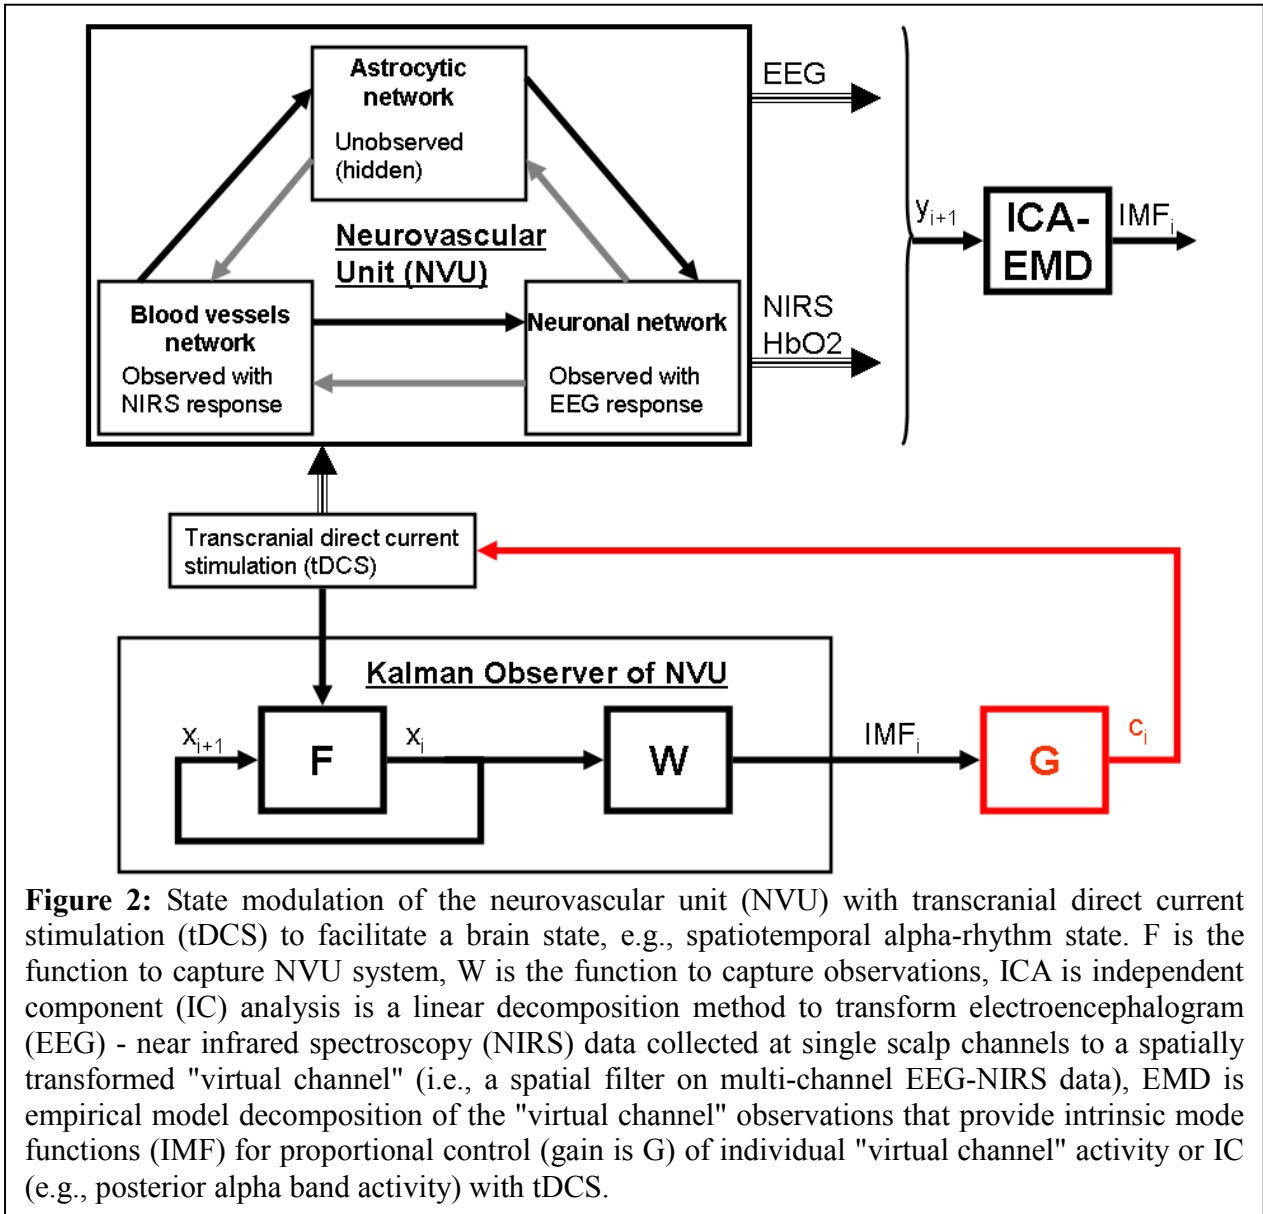 Astrocytic
network
Unobserved
(hidden)
Neurovascular
Unit (NVU)
Blood vessels
network
Observed with
NIRS response
Neuronal network
Observed with
EEG response
EEG
NIRS
HbO2
y_{i+1}
ICA-
EMD
IMF_i
Transcranial direct current
stimulation (tDCS)
Kalman Observer of NVU
x_{i+1}
F
x_i
W
IMF_i
G
c_i
Figure 2: State modulation of the neurovascular unit (NVU) with transcranial direct current
stimulation (tDCS) to facilitate a brain state, e.g., spatiotemporal alpha-rhythm state. F is the
function to capture NVU system, W is the function to capture observations, ICA is independent
component (IC) analysis is a linear decomposition method to transform electroencephalogram
(EEG) - near infrared spectroscopy (NIRS) data collected at single scalp channels to a spatially
transformed "virtual channel" (i.e., a spatial filter on multi-channel EEG-NIRS data), EMD is
empirical model decomposition of the "virtual channel" observations that provide intrinsic mode
functions (IMF) for proportional control (gain is G) of individual "virtual channel" activity or IC
(e.g., posterior alpha band activity) with tDCS.